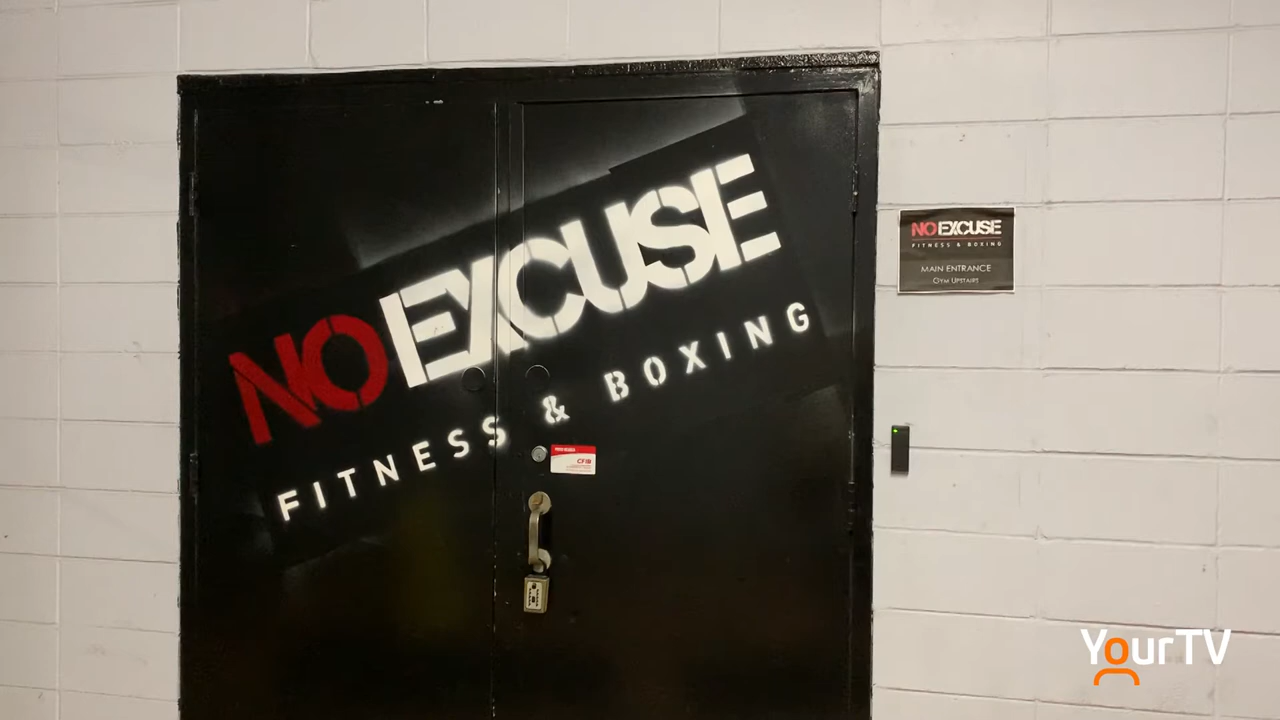 NO EXCUSE
FITNESS & BOXING
NO EXCUSE
FITNESS & BOXING
MAIN ENTRANCE
GYM UPSTAIRS
CFIB
YourTV